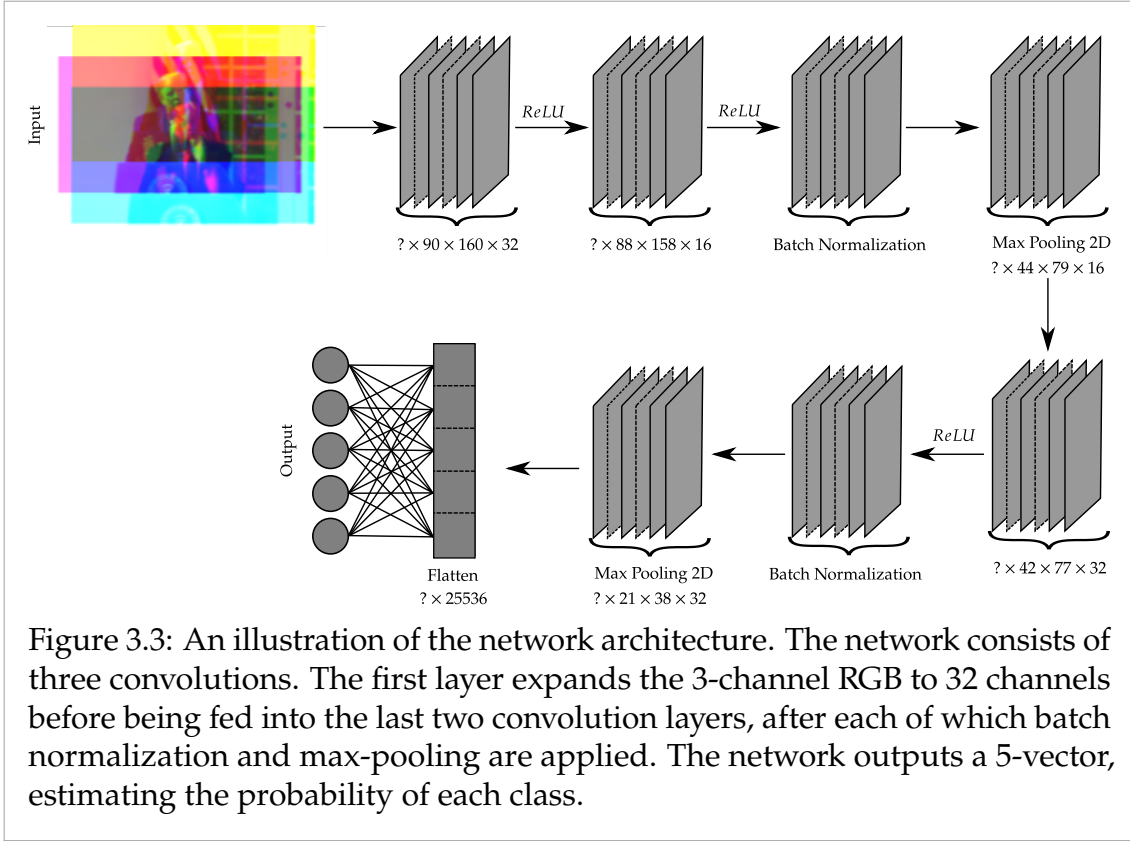 Input
ReLU
ReLU
? × 90 × 160 × 32
? × 88 × 158 × 16
Batch Normalization
Max Pooling 2D
? × 44 × 79 × 16
Output
ReLU
Flatten
? × 25536
Max Pooling 2D
? × 21 × 38 × 32
Batch Normalization
? × 42 × 77 × 32
Figure 3.3: An illustration of the network architecture. The network consists of
three convolutions. The first layer expands the 3-channel RGB to 32 channels
before being fed into the last two convolution layers, after each of which batch
normalization and max-pooling are applied. The network outputs a 5-vector,
estimating the probability of each class.